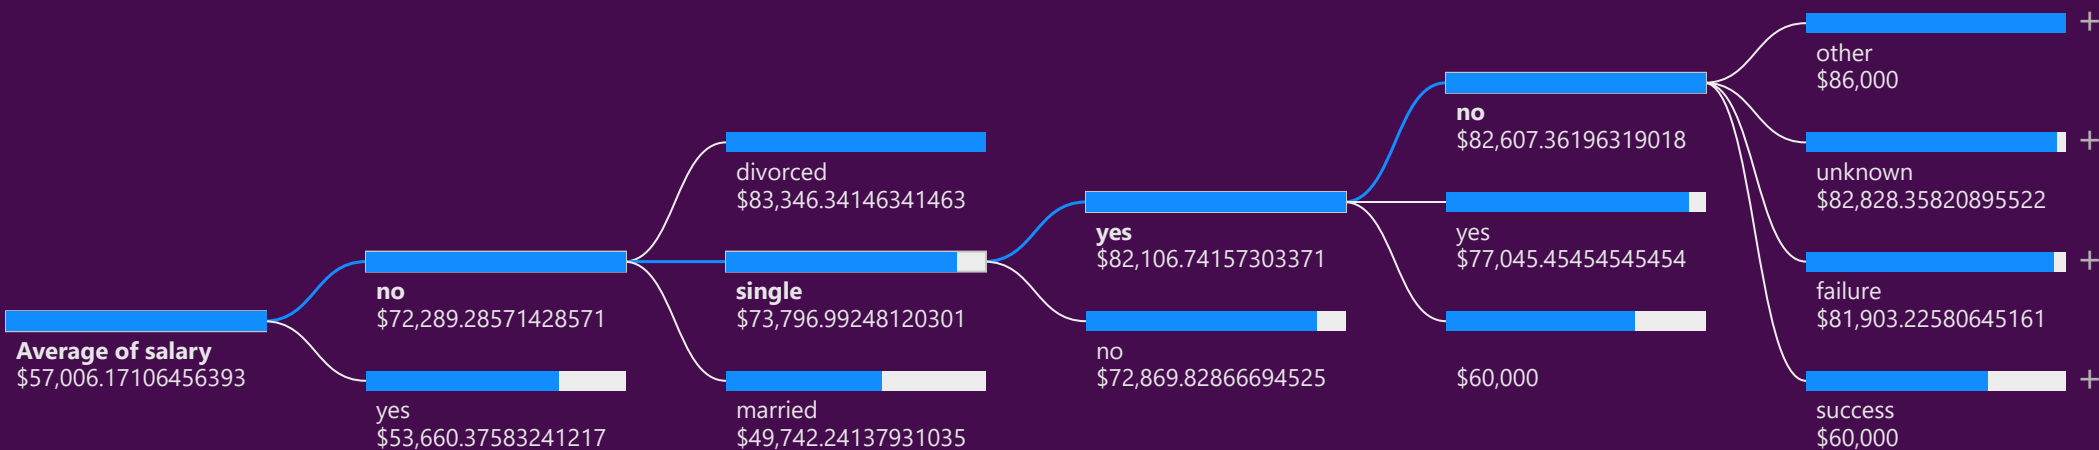 Average of salary
$57,006.17106456393
no
$72,289.28571428571
yes
$53,660.37583241217
divorced
$83,346.34146341463
single
$73,796.99248120301
married
$49,742.24137931035
yes
$82,106.74157303371
no
$72,869.82866694525
no
$82,607.36196319018
yes
$77,045.45454545454
$60,000
other
$86,000
unknown
$82,828.35820895522
failure
$81,903.22580645161
success
$60,000